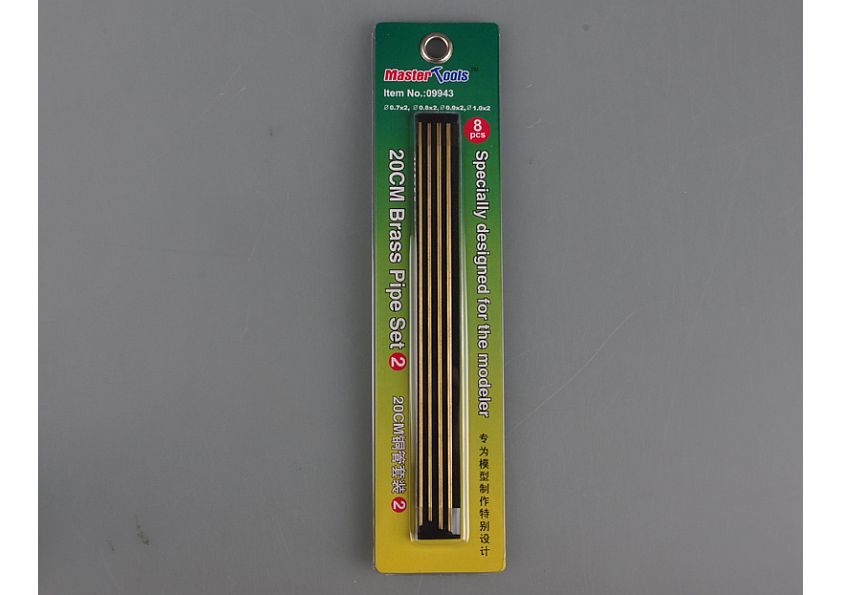 Master Tools™
Item No.:09943
Ø0.7x2, Ø0.8x2, Ø0.9x2, Ø1.0x2
8
pcs
Specially designed for the modeler
20CM Brass Pipe Set 2
20CM铜管套装 2
专为模型制作特别设计